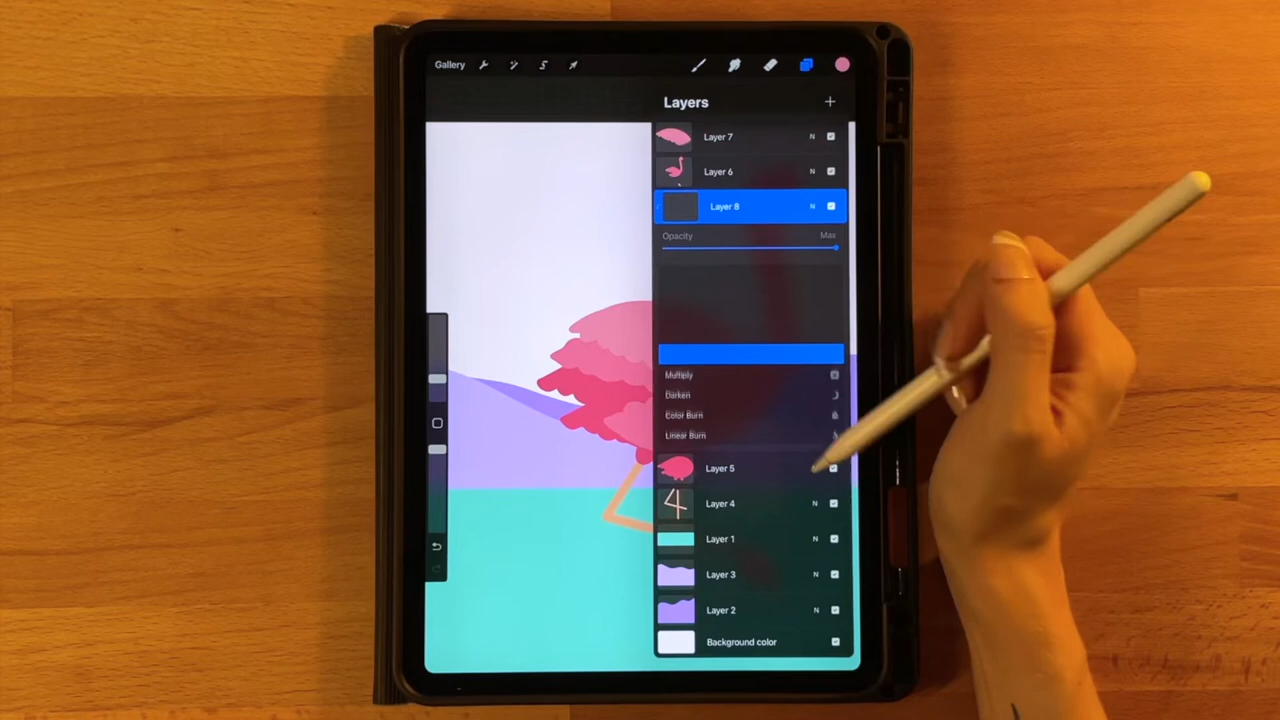 Gallery
Layers
Layer 7 N
Layer 6 N
Layer 8 N
Opacity Max
Multiply
Darken
Color Burn
Linear Burn
Layer 5
Layer 4 N
Layer 1 N
Layer 3 N
Layer 2 N
Background color